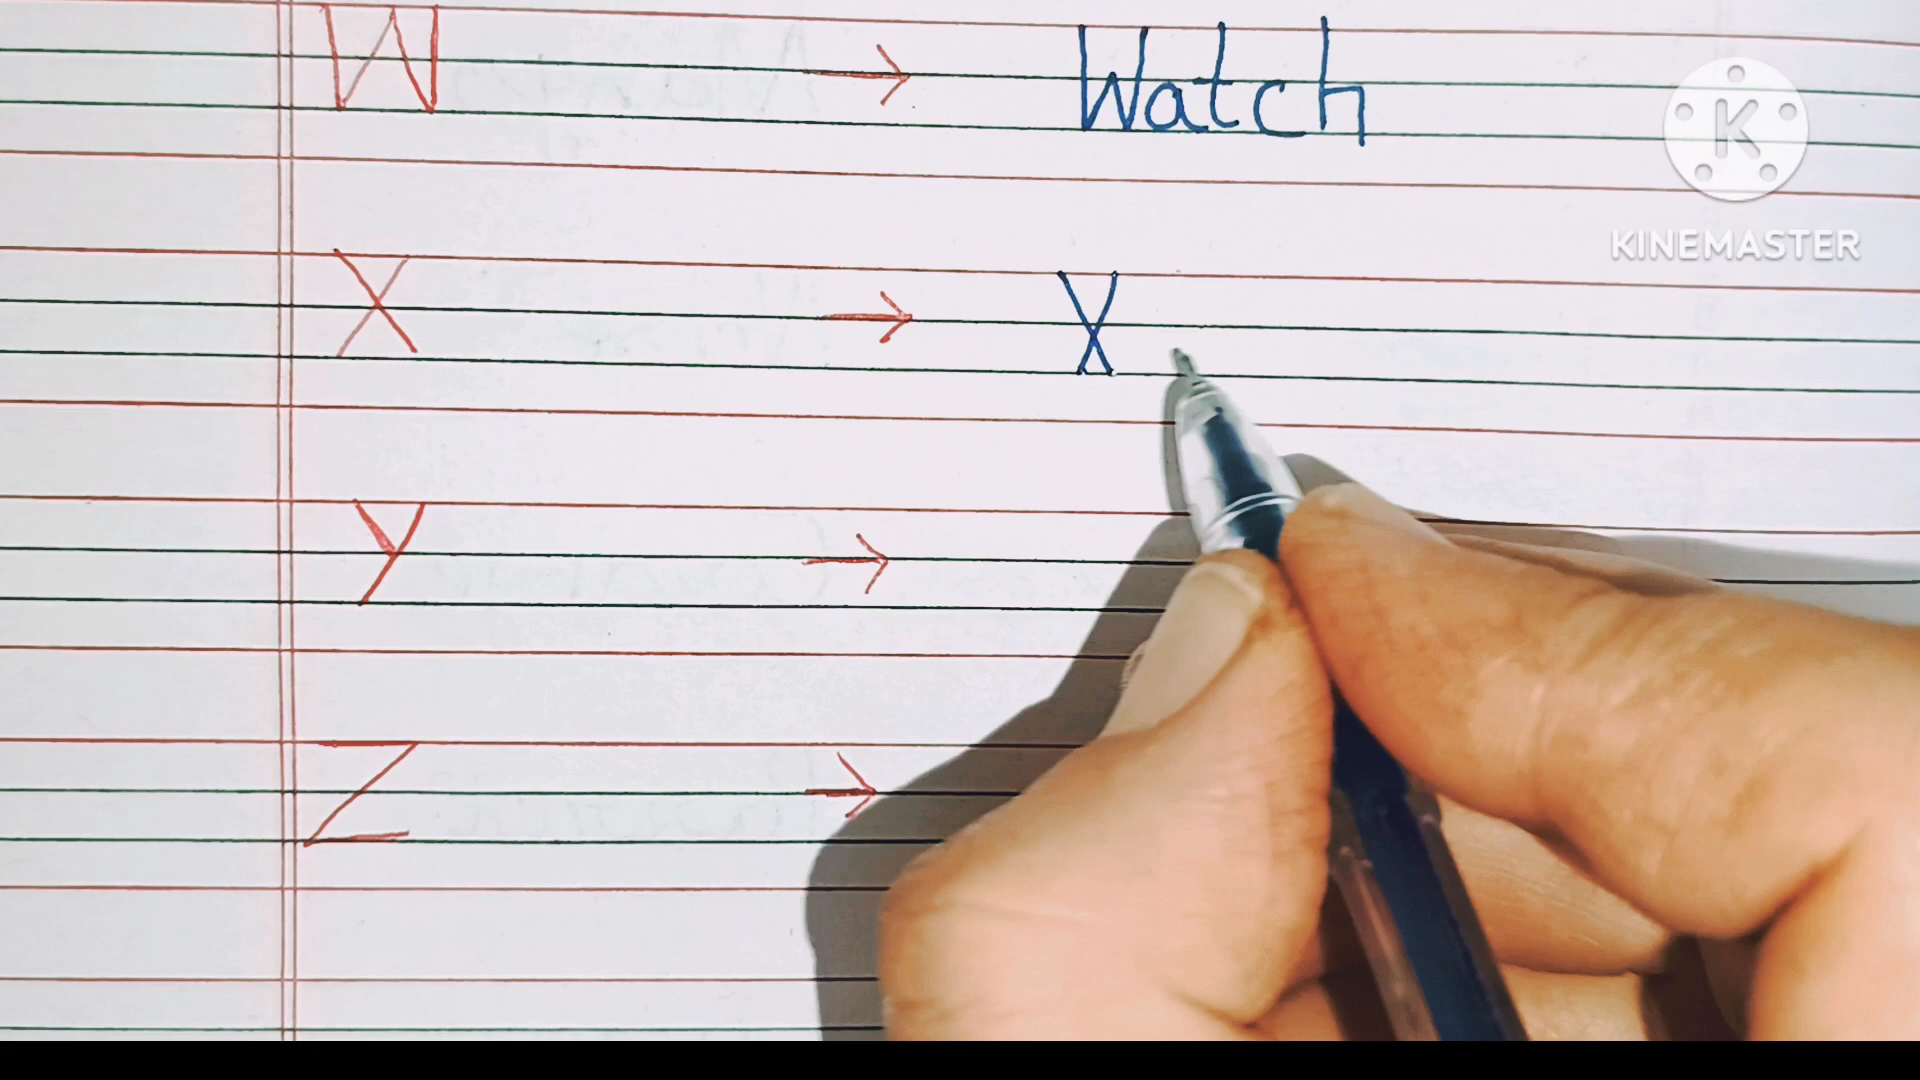 W → Watch
K
KINEMASTER
X → X
Y →
Z →